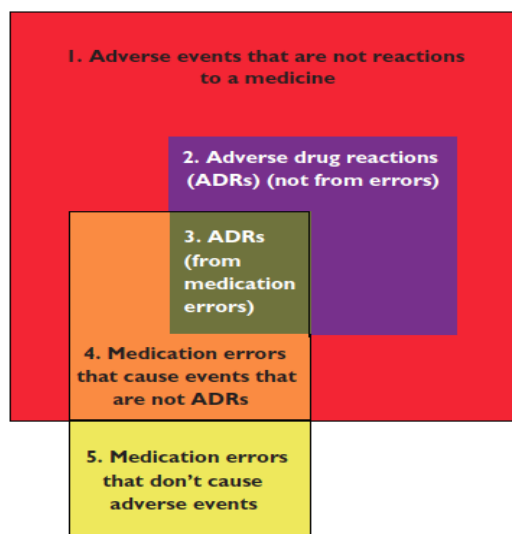 1. Adverse events that are not reactions
to a medicine
2. Adverse drug reactions
(ADRs) (not from errors)
3. ADRs
(from
medication
errors)
4. Medication errors
that cause events that
are not ADRs
5. Medication errors
that don't cause
adverse events